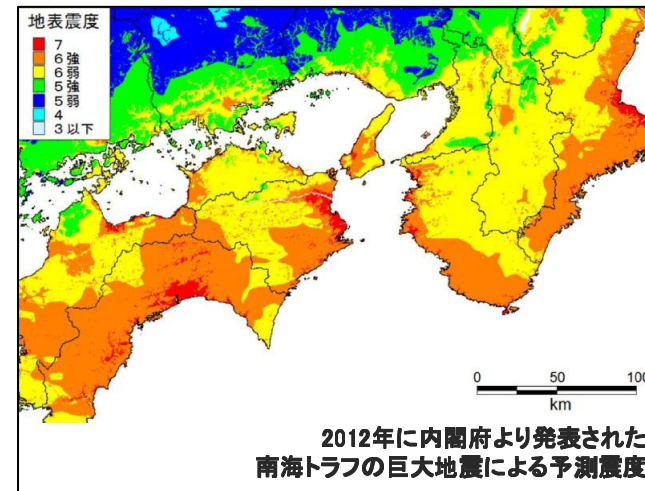 地表震度
7
6強
6弱
5強
5弱
4
3以下
0 50 100
km
2012年に内閣府より発表された
南海トラフの巨大地震による予測震度